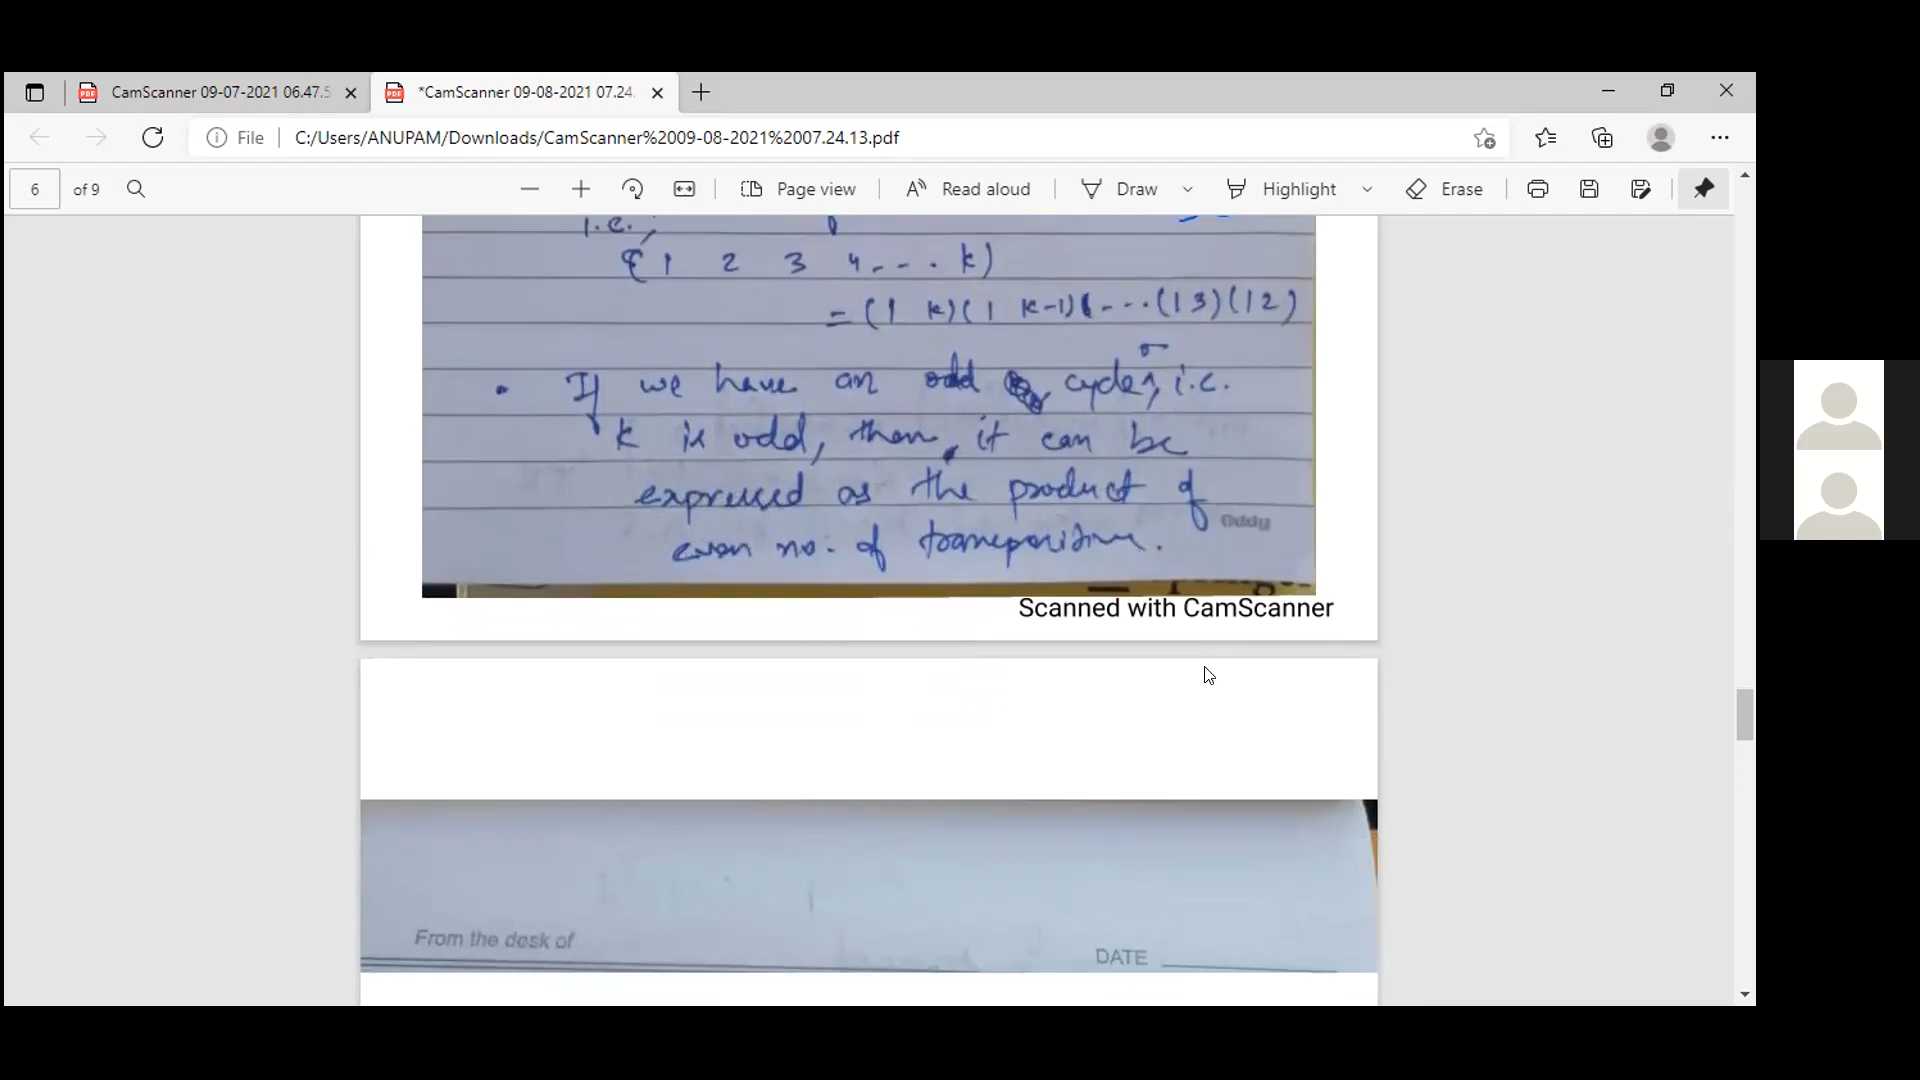 CamScanner 09-07-2021 06.47.5
*CamScanner 09-08-2021 07.24.
File
C:/Users/ANUPAM/Downloads/CamScanner%2009-08-2021%2007.24.13.pdf
6 of 9
Page view
Read aloud
Draw
Highlight
Erase
i.e.,
(1 2 3 4 - - . k)
= (1 k)(1 k-1)(- - - (1 3)(1 2)
• If we have an odd cycle, σ i.e.
k is odd, then, it can be
expressed as the product of
even no. of transposition.
Oddy
Scanned with CamScanner
From the desk of
DATE